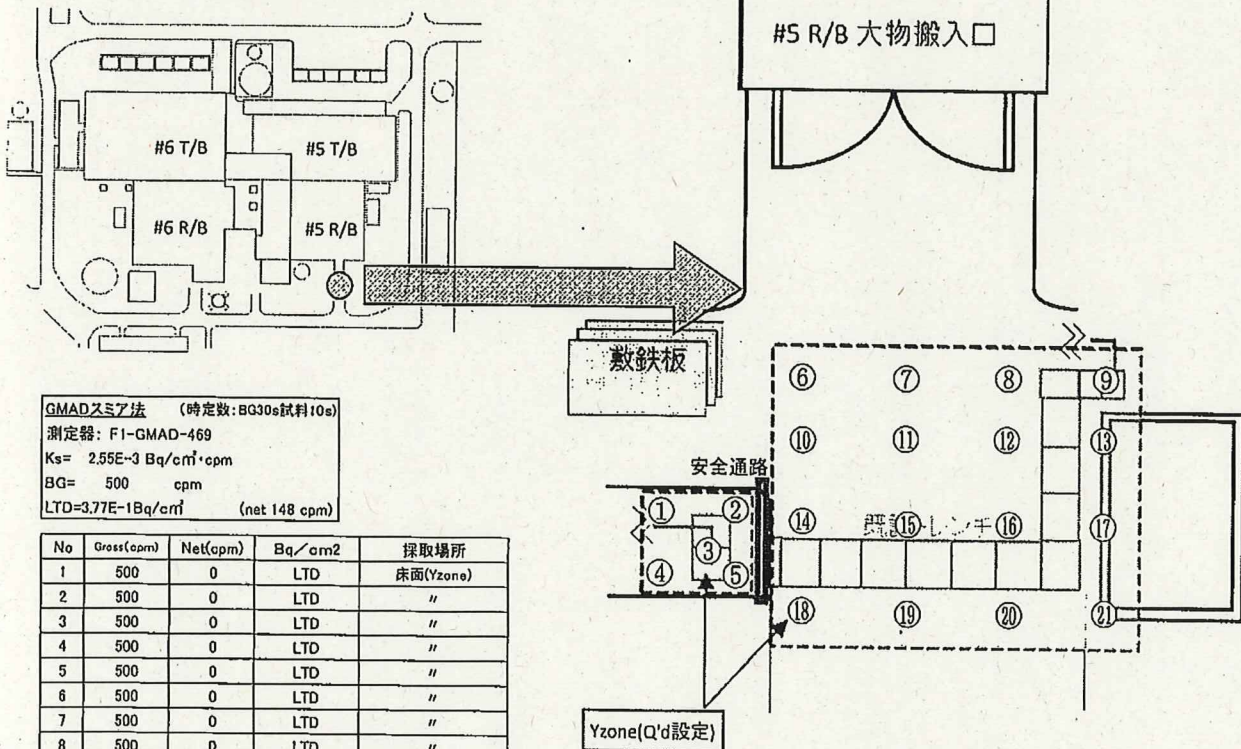 #5 R/B 大物搬入口
#6 T/B
#5 T/B
#6 R/B
#5 R/B
敷鉄板
GMADスミア法 (時定数:BG30s試料10s)
測定器: F1-GMAD-469
Ks= 2.55E-3 Bq/c㎡・cpm
BG= 500 cpm
LTD=3.77E-1Bq/c㎡ (net 148 cpm)
安全通路
⑥ ⑦ ⑧ ⑨
⑩ ⑪ ⑫ ⑬
① ②
③
④ ⑤
⑭ 既設トレンチ ⑮ ⑯ ⑰
⑱ ⑲ ⑳ ㉑
Yzone(Q'd設定)
No Gross(cpm) Net(cpm) Bq/cm2 採取場所
1 500 0 LTD 床面(Yzone)
2 500 0 LTD 〃
3 500 0 LTD 〃
4 500 0 LTD 〃
5 500 0 LTD 〃
6 500 0 LTD 〃
7 500 0 LTD 〃
8 500 0 LTD 〃